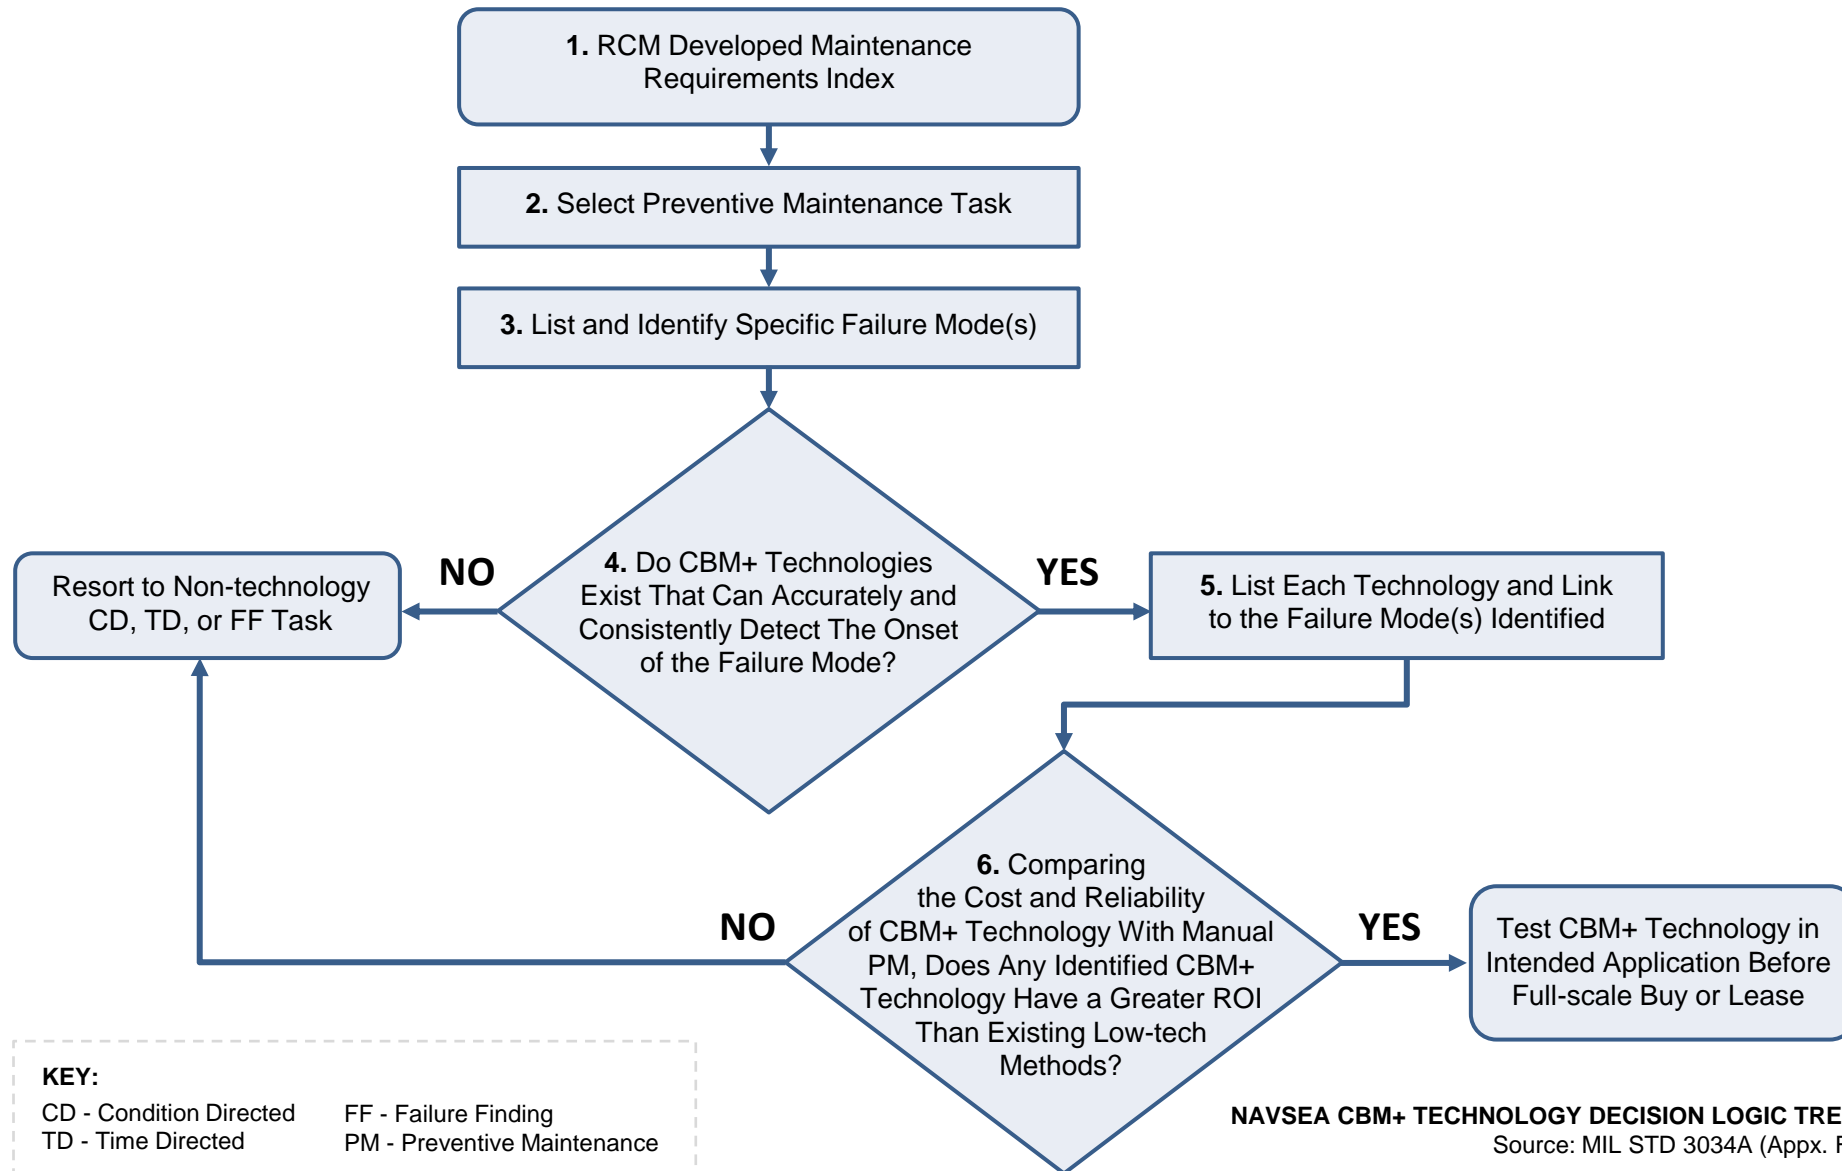 1. RCM Developed Maintenance
Requirements Index
2. Select Preventive Maintenance Task
3. List and Identify Specific Failure Mode(s)
4. Do CBM+ Technologies
Exist That Can Accurately and
Consistently Detect The Onset
of the Failure Mode?
NO
YES
Resort to Non-technology
CD, TD, or FF Task
5. List Each Technology and Link
to the Failure Mode(s) Identified
6. Comparing
the Cost and Reliability
of CBM+ Technology With Manual
PM, Does Any Identified CBM+
Technology Have a Greater ROI
Than Existing Low-tech
Methods?
NO
YES
Test CBM+ Technology in
Intended Application Before
Full-scale Buy or Lease
KEY:
CD - Condition Directed
TD - Time Directed
FF - Failure Finding
PM - Preventive Maintenance
NAVSEA CBM+ TECHNOLOGY DECISION LOGIC TRE
Source: MIL STD 3034A (Appx. F